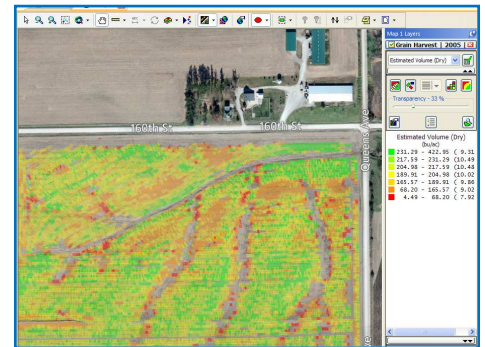 Map 1 Layers
Grain Harvest | 2005 |
Estimated Volume (Dry)
Transparency - 33 %
Estimated Volume (Dry)
(bu/ac)
231.29 - 422.95 ( 9.31
217.59 - 231.29 (10.49
204.98 - 217.59 (10.48
189.91 - 204.98 (10.02
165.57 - 189.91 ( 9.86
68.20 - 165.57 ( 9.02
4.49 - 68.20 ( 7.92
160th St
160th St
Queens Ave